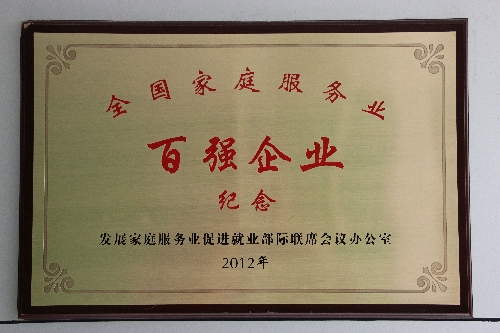 全国家庭服务业
百强企业
纪念
发展家庭服务业促进就业部际联席会议办公室
2012年